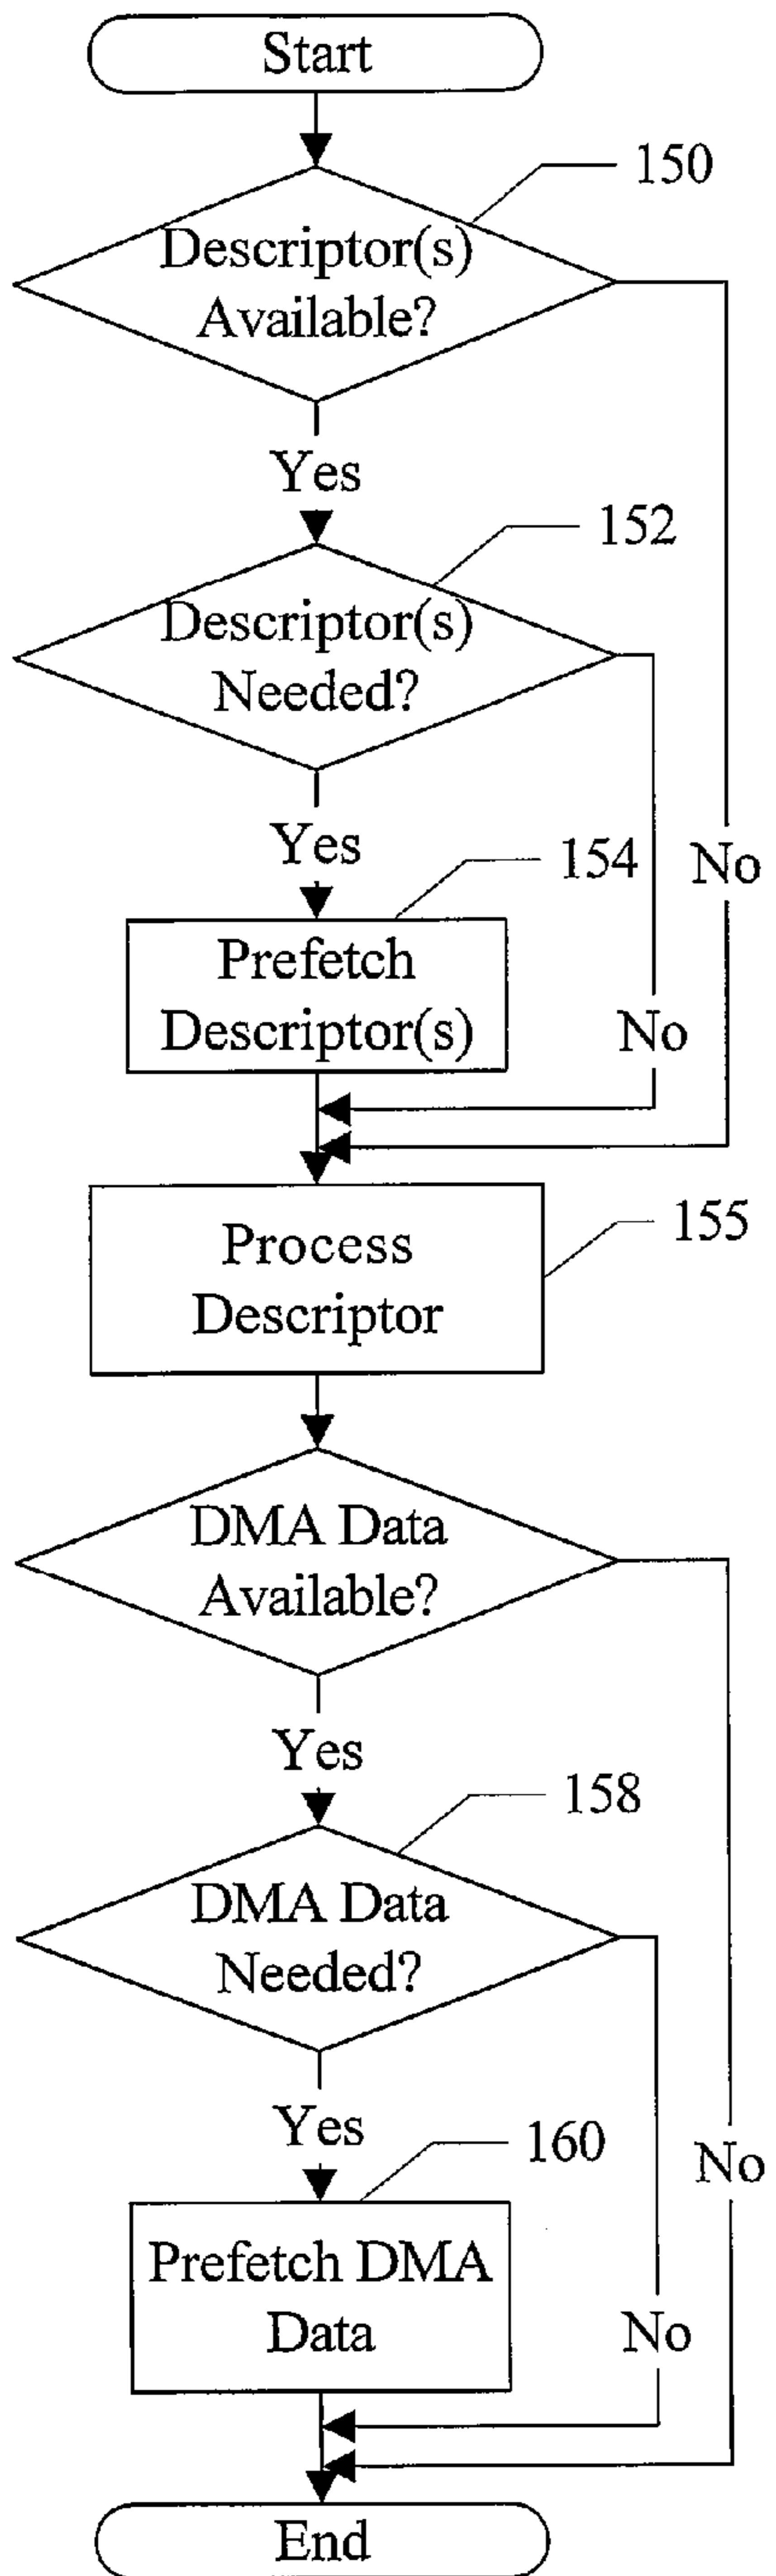 Start
150
Descriptor(s)
Available?
Yes
152
Descriptor(s)
Needed?
Yes
154
No
Prefetch
Descriptor(s)
No
155
Process
Descriptor
DMA Data
Available?
Yes
158
DMA Data
Needed?
Yes
160
No
Prefetch DMA
Data
No
End